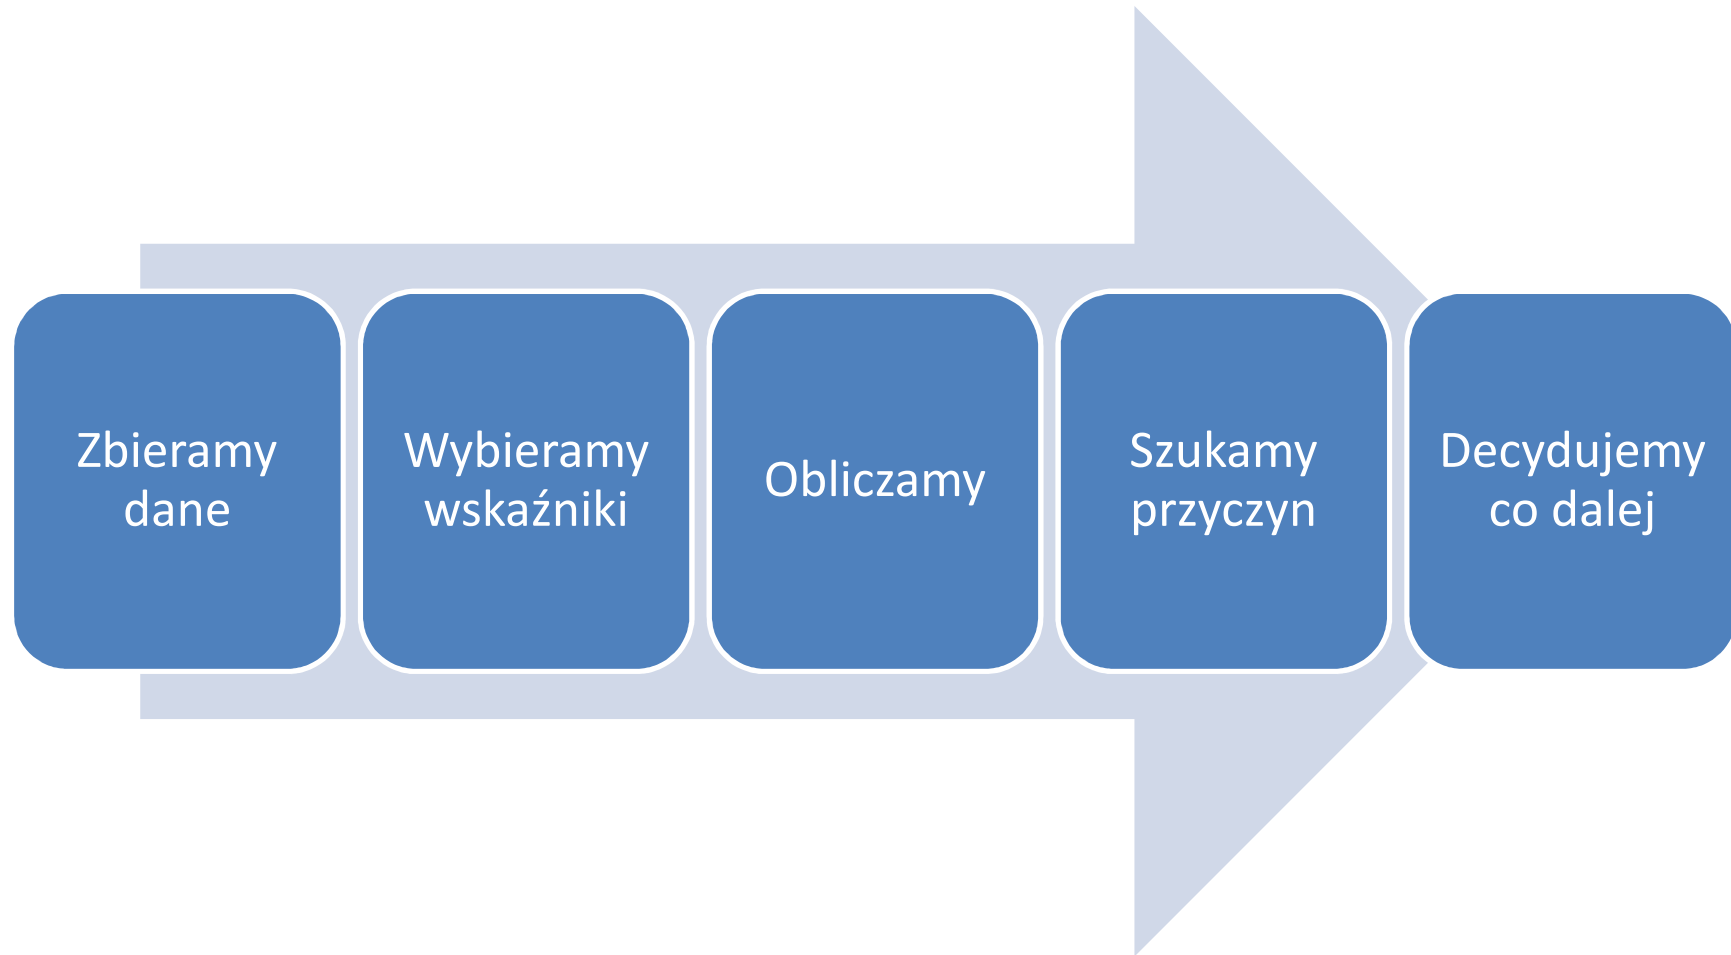 Zbieramy
dane
Wybieramy
wskaźniki
Obliczamy
Szukamy
przyczyn
Decydujemy
co dalej